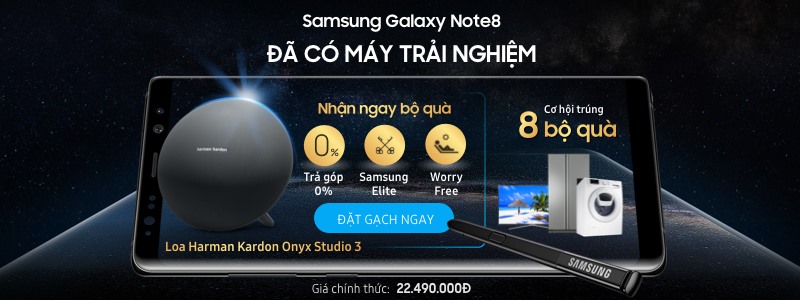 Samsung Galaxy Note8
ĐÃ CÓ MÁY TRẢI NGHIỆM
Nhận ngay bộ quà
0%
Trả góp
0%
Samsung
Elite
Worry
Free
ĐẶT GẠCH NGAY
harman kardon
Loa Harman Kardon Onyx Studio 3
Cơ hội trúng
8 bộ quà
SAMSUNG
Giá chính thức: 22.490.000Đ